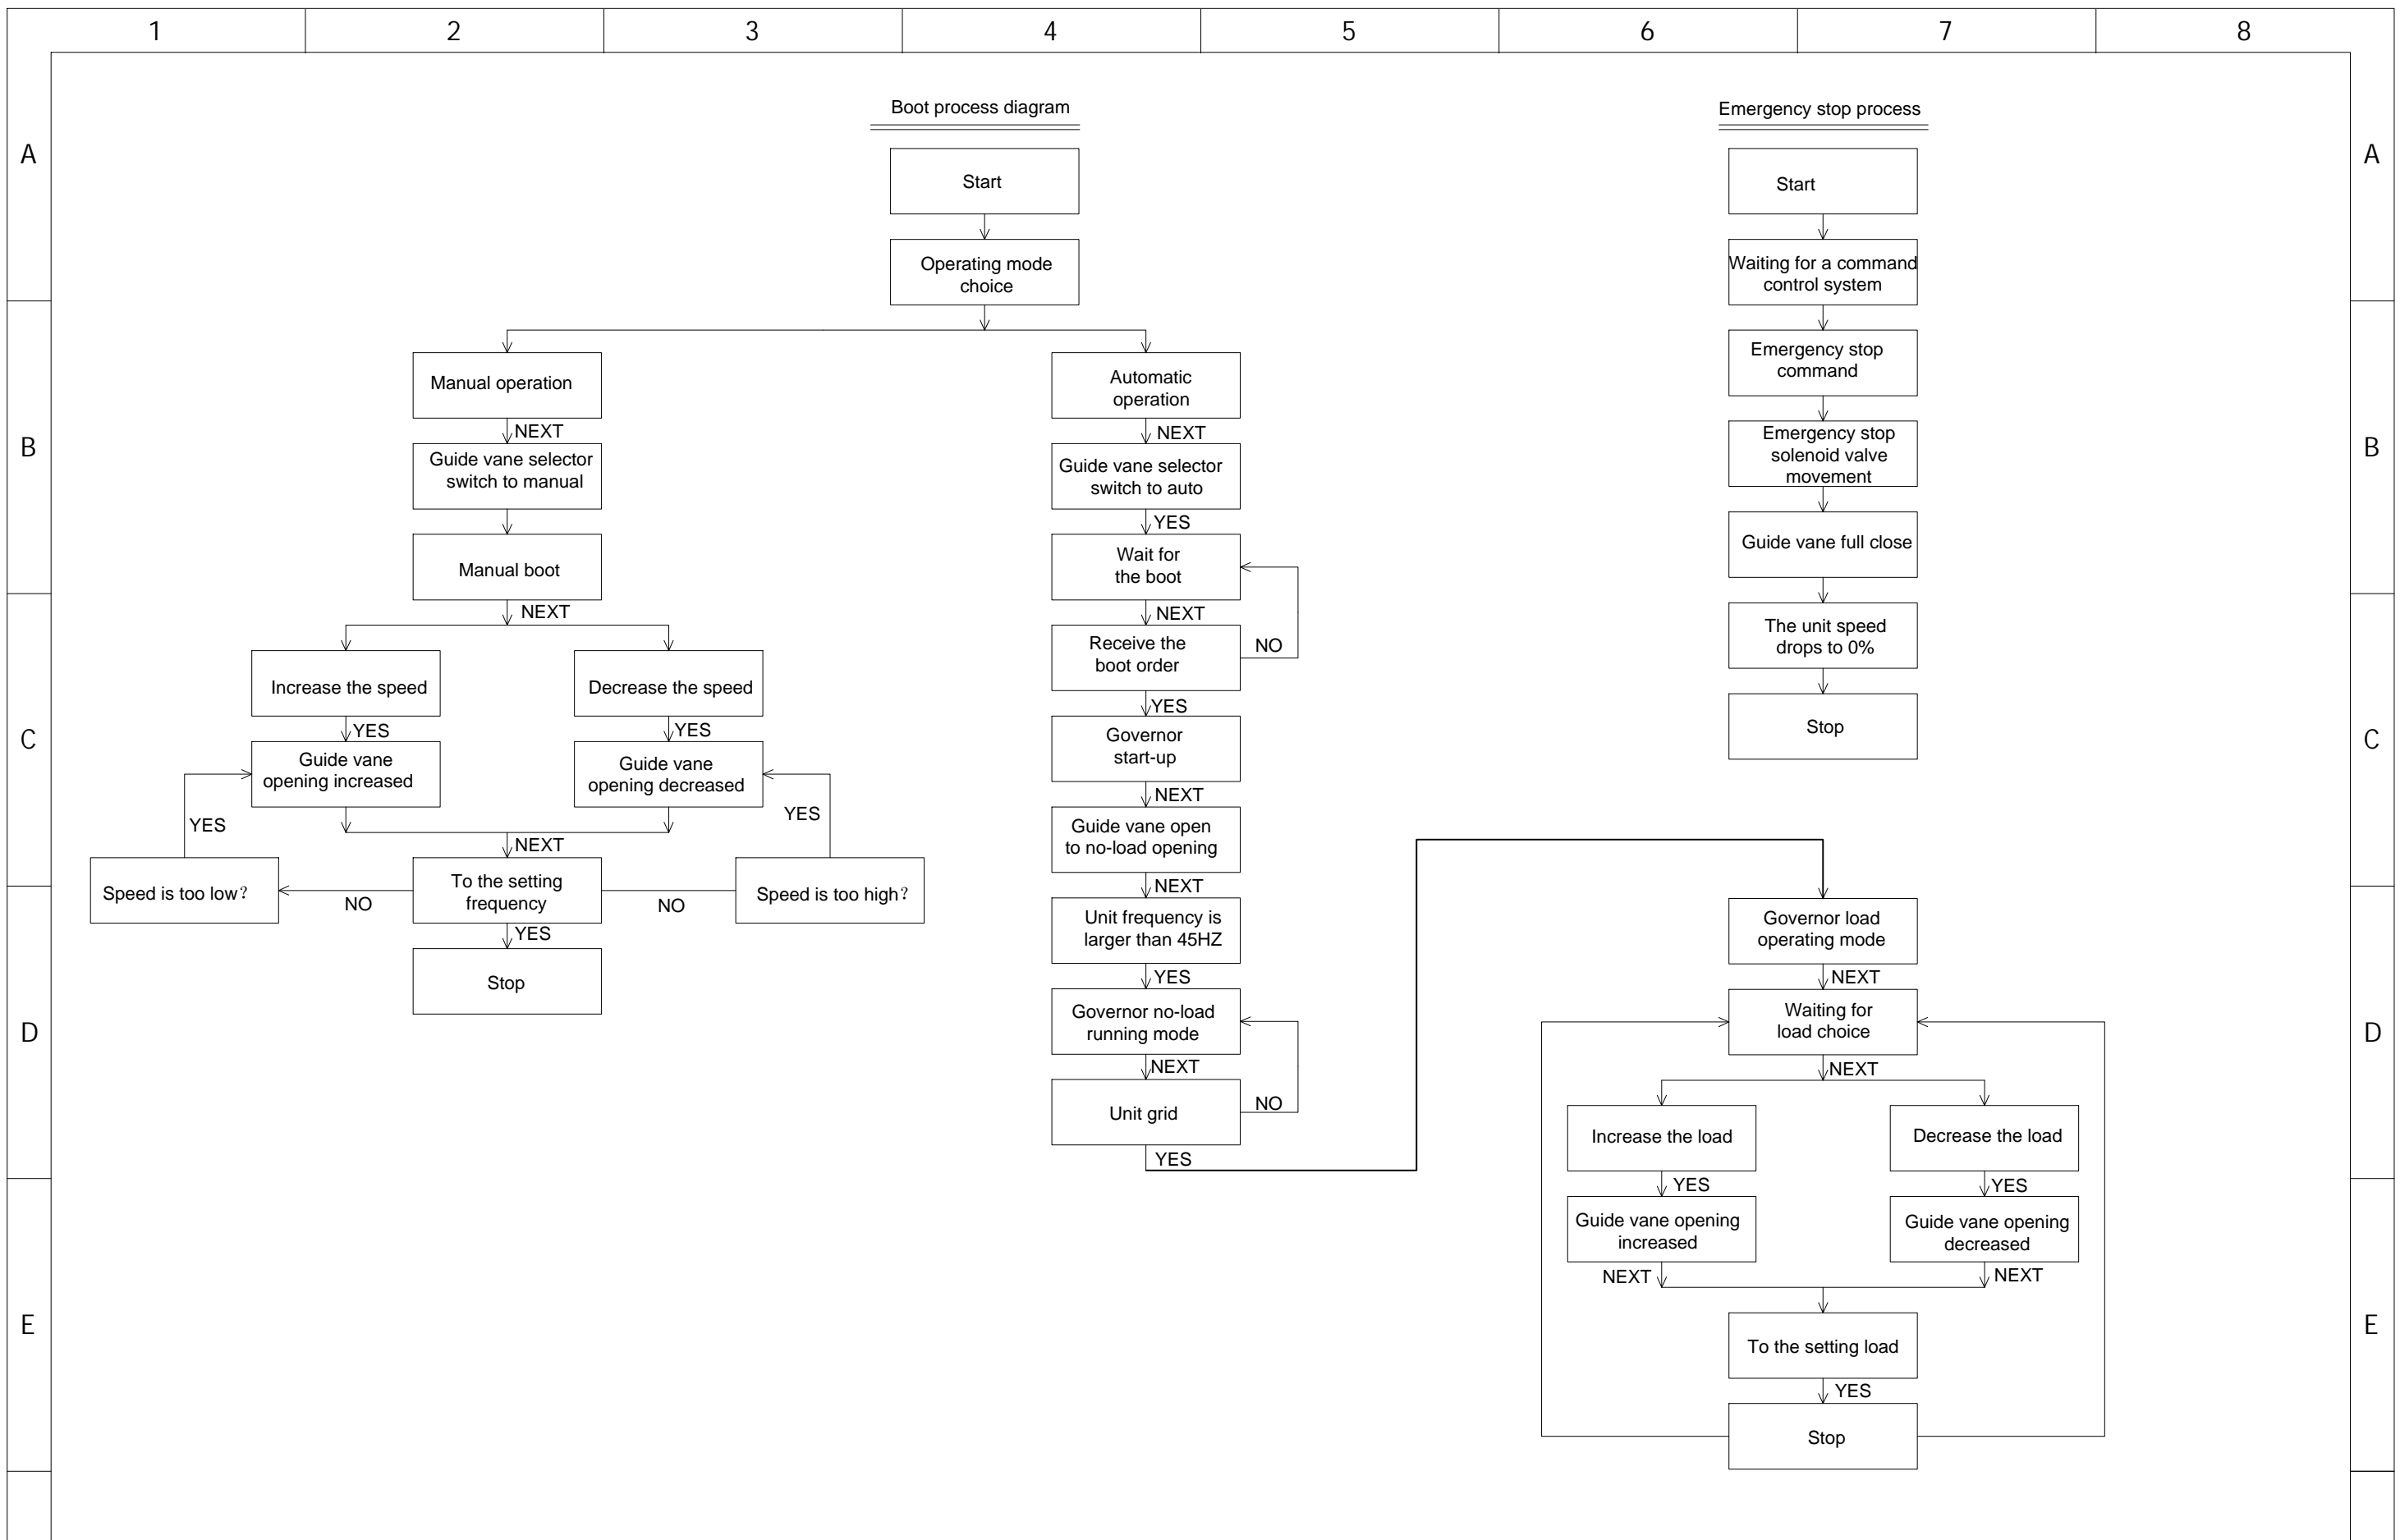 1
2
3
4
5
6
7
8
Boot process diagram
Emergency stop process
A
A
Start
Start
Operating mode
choice
Waiting for a command
control system
Manual operation
Automatic
operation
Emergency stop
command
NEXT
NEXT
B
B
Guide vane selector
switch to manual
Guide vane selector
switch to auto
Emergency stop
solenoid valve
movement
YES
Manual boot
Wait for
the boot
Guide vane full close
NEXT
NEXT
Increase the speed
Decrease the speed
Receive the
boot order
NO
The unit speed
drops to 0%
YES
YES
YES
C
C
Guide vane
opening increased
Guide vane
opening decreased
Governor
start-up
Stop
YES
YES
NEXT
NEXT
Guide vane open
to no-load opening
Speed is too low?
NO
To the setting
frequency
NO
Speed is too high?
NEXT
YES
Unit frequency is
larger than 45HZ
Governor load
operating mode
Stop
YES
NEXT
D
D
Governor no-load
running mode
Waiting for
load choice
NEXT
NEXT
Unit grid
NO
Increase the load
Decrease the load
YES
YES
YES
Guide vane opening
increased
Guide vane opening
decreased
NEXT
NEXT
E
E
To the setting load
YES
Stop